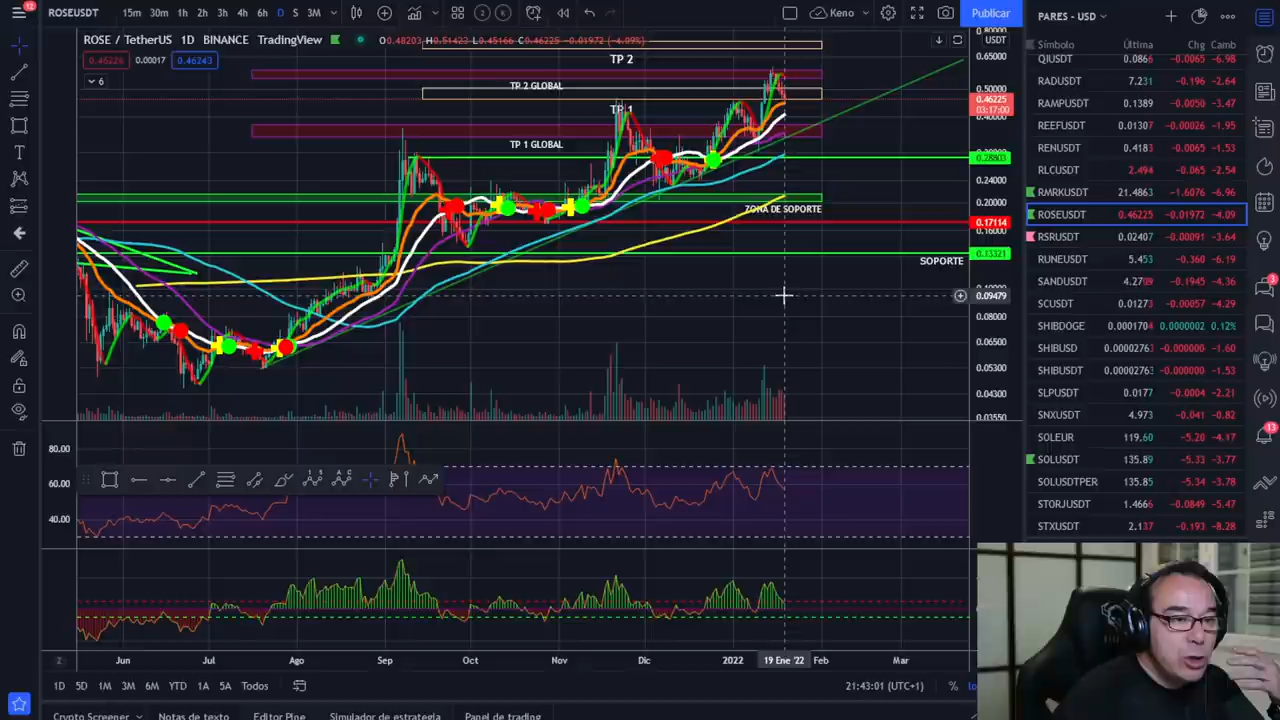 12
ROSEUSDT 15m 30m 1h 2h 3h 4h 6h D S 3M 2 K Keno Publicar
ROSE / TetherUS 1D BINANCE TradingView O0.48203 H0.51422 L0.45166 C0.46225 -0.01972 (-4.09%) USDT
0.46226 0.00017 0.46243
6
TP 2
TP 2 GLOBAL
TP 1
TP 1 GLOBAL
ZONA DE SOPORTE
SOPORTE
0.80000
0.65000
0.50000
0.46225
03:17:00
0.40000
0.28803
0.24000
0.20000
0.17114
0.16000
0.13321
0.09479
0.08000
0.06500
0.05300
0.04300
0.0355
80.00
60.00
40.00
Z Jun Jul Ago Sep Oct Nov Dic 2022 19 Ene '22 Feb Mar
1D 5D 1M 3M 6M YTD 1A 5A Todos 21:43:01 (UTC+1) % lo
Crypto Screener Notas de texto Editor Pine Simulador de estrategia Panel de trading
PARES - USD
Símbolo Última Chg Camb
QIUSDT 0.0866 -0.0065 -6.98
RADUSDT 7.231 -0.196 -2.64
RAMPUSDT 0.1389 -0.0050 -3.47
REEFUSDT 0.01307 -0.00026 -1.95
RENUSDT 0.4183 -0.0065 -1.53
RLCUSDT 2.494 -0.065 -2.54
RMRKUSDT 21.4863 -1.6076 -6.96
ROSEUSDT 0.46225 -0.01972 -4.09
RSRUSDT 0.02407 -0.00091 -3.64
RUNEUSDT 5.453 -0.360 -6.19
SANDUSDT 4.2799 -0.1945 -4.36
SCUSDT 0.01273 -0.00057 -4.29
SHIBDOGE 0.0001704 0.0000002 0.12%
SHIBUSD 0.00002763 -0.000000 -1.60
SHIBUSDT 0.00002763 -0.000000 -1.53
SLPUSDT 0.0177 -0.0004 -2.21
SNXUSDT 4.973 -0.041 -0.82
SOLEUR 119.60 -5.20 -4.17
SOLUSDT 135.89 -5.33 -3.77
SOLUSDTPER 135.85 -5.34 -3.78
STORJUSDT 1.4666 -0.0849 -5.47
STXUSDT 2.137 -0.193 -8.28
3
13